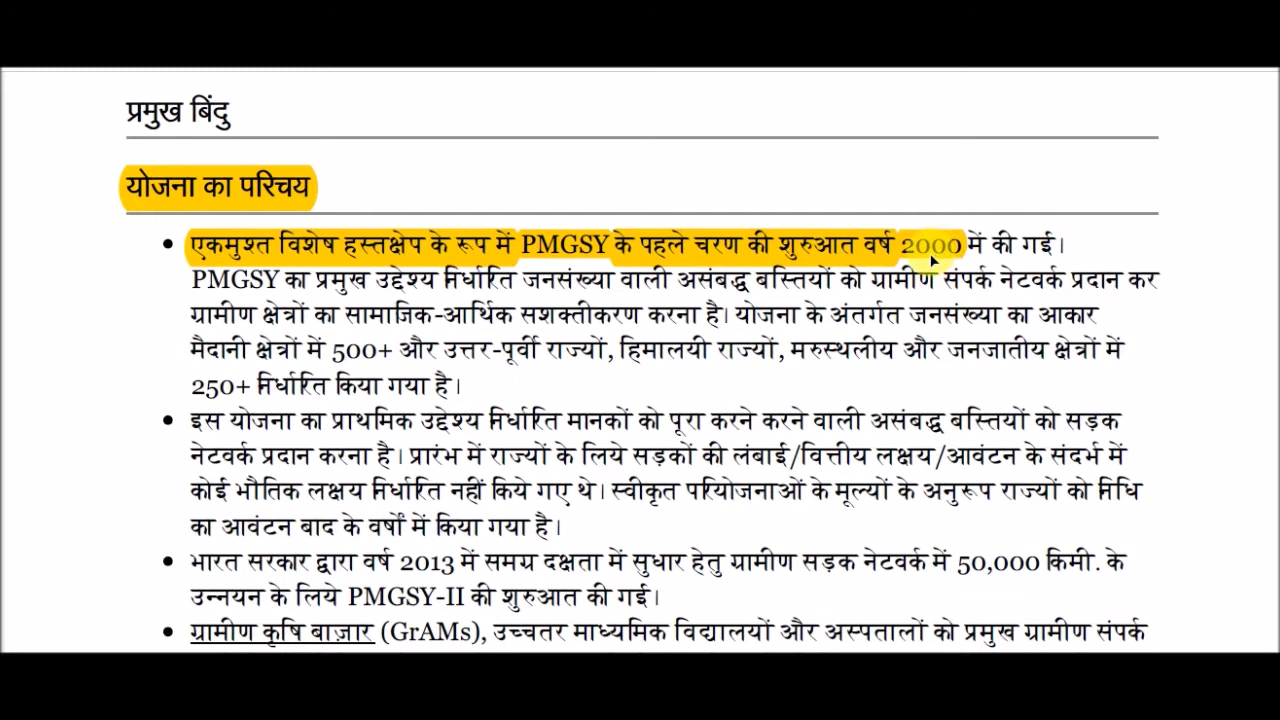 प्रमुख बिंदु
योजना का परिचय
• एकमुश्त विशेष हस्तक्षेप के रूप में PMGSY के पहले चरण की शुरुआत वर्ष 2000 में की गई।
PMGSY का प्रमुख उद्देश्य निर्धारित जनसंख्या वाली असंबद्ध बस्तियों को ग्रामीण संपर्क नेटवर्क प्रदान कर
ग्रामीण क्षेत्रों का सामाजिक-आर्थिक सशक्तीकरण करना है। योजना के अंतर्गत जनसंख्या का आकार
मैदानी क्षेत्रों में 500+ और उत्तर-पूर्वी राज्यों, हिमालयी राज्यों, मरुस्थलीय और जनजातीय क्षेत्रों में
250+ निर्धारित किया गया है।
• इस योजना का प्राथमिक उद्देश्य निर्धारित मानकों को पूरा करने करने वाली असंबद्ध बस्तियों को सड़क
नेटवर्क प्रदान करना है। प्रारंभ में राज्यों के लिये सड़कों की लंबाई/वित्तीय लक्षय/आवंटन के संदर्भ में
कोई भौतिक लक्षय निर्धारित नहीं किये गए थे। स्वीकृत परियोजनाओं के मूल्यों के अनुरूप राज्यों को निधि
का आवंटन बाद के वर्षों में किया गया है।
• भारत सरकार द्वारा वर्ष 2013 में समग्र दक्षता में सुधार हेतु ग्रामीण सड़क नेटवर्क में 50,000 किमी. के
उन्नयन के लिये PMGSY-II की शुरुआत की गई।
• ग्रामीण कृषि बाज़ार (GrAMs), उच्चतर माध्यमिक विद्यालयों और अस्पतालों को प्रमुख ग्रामीण संपर्क